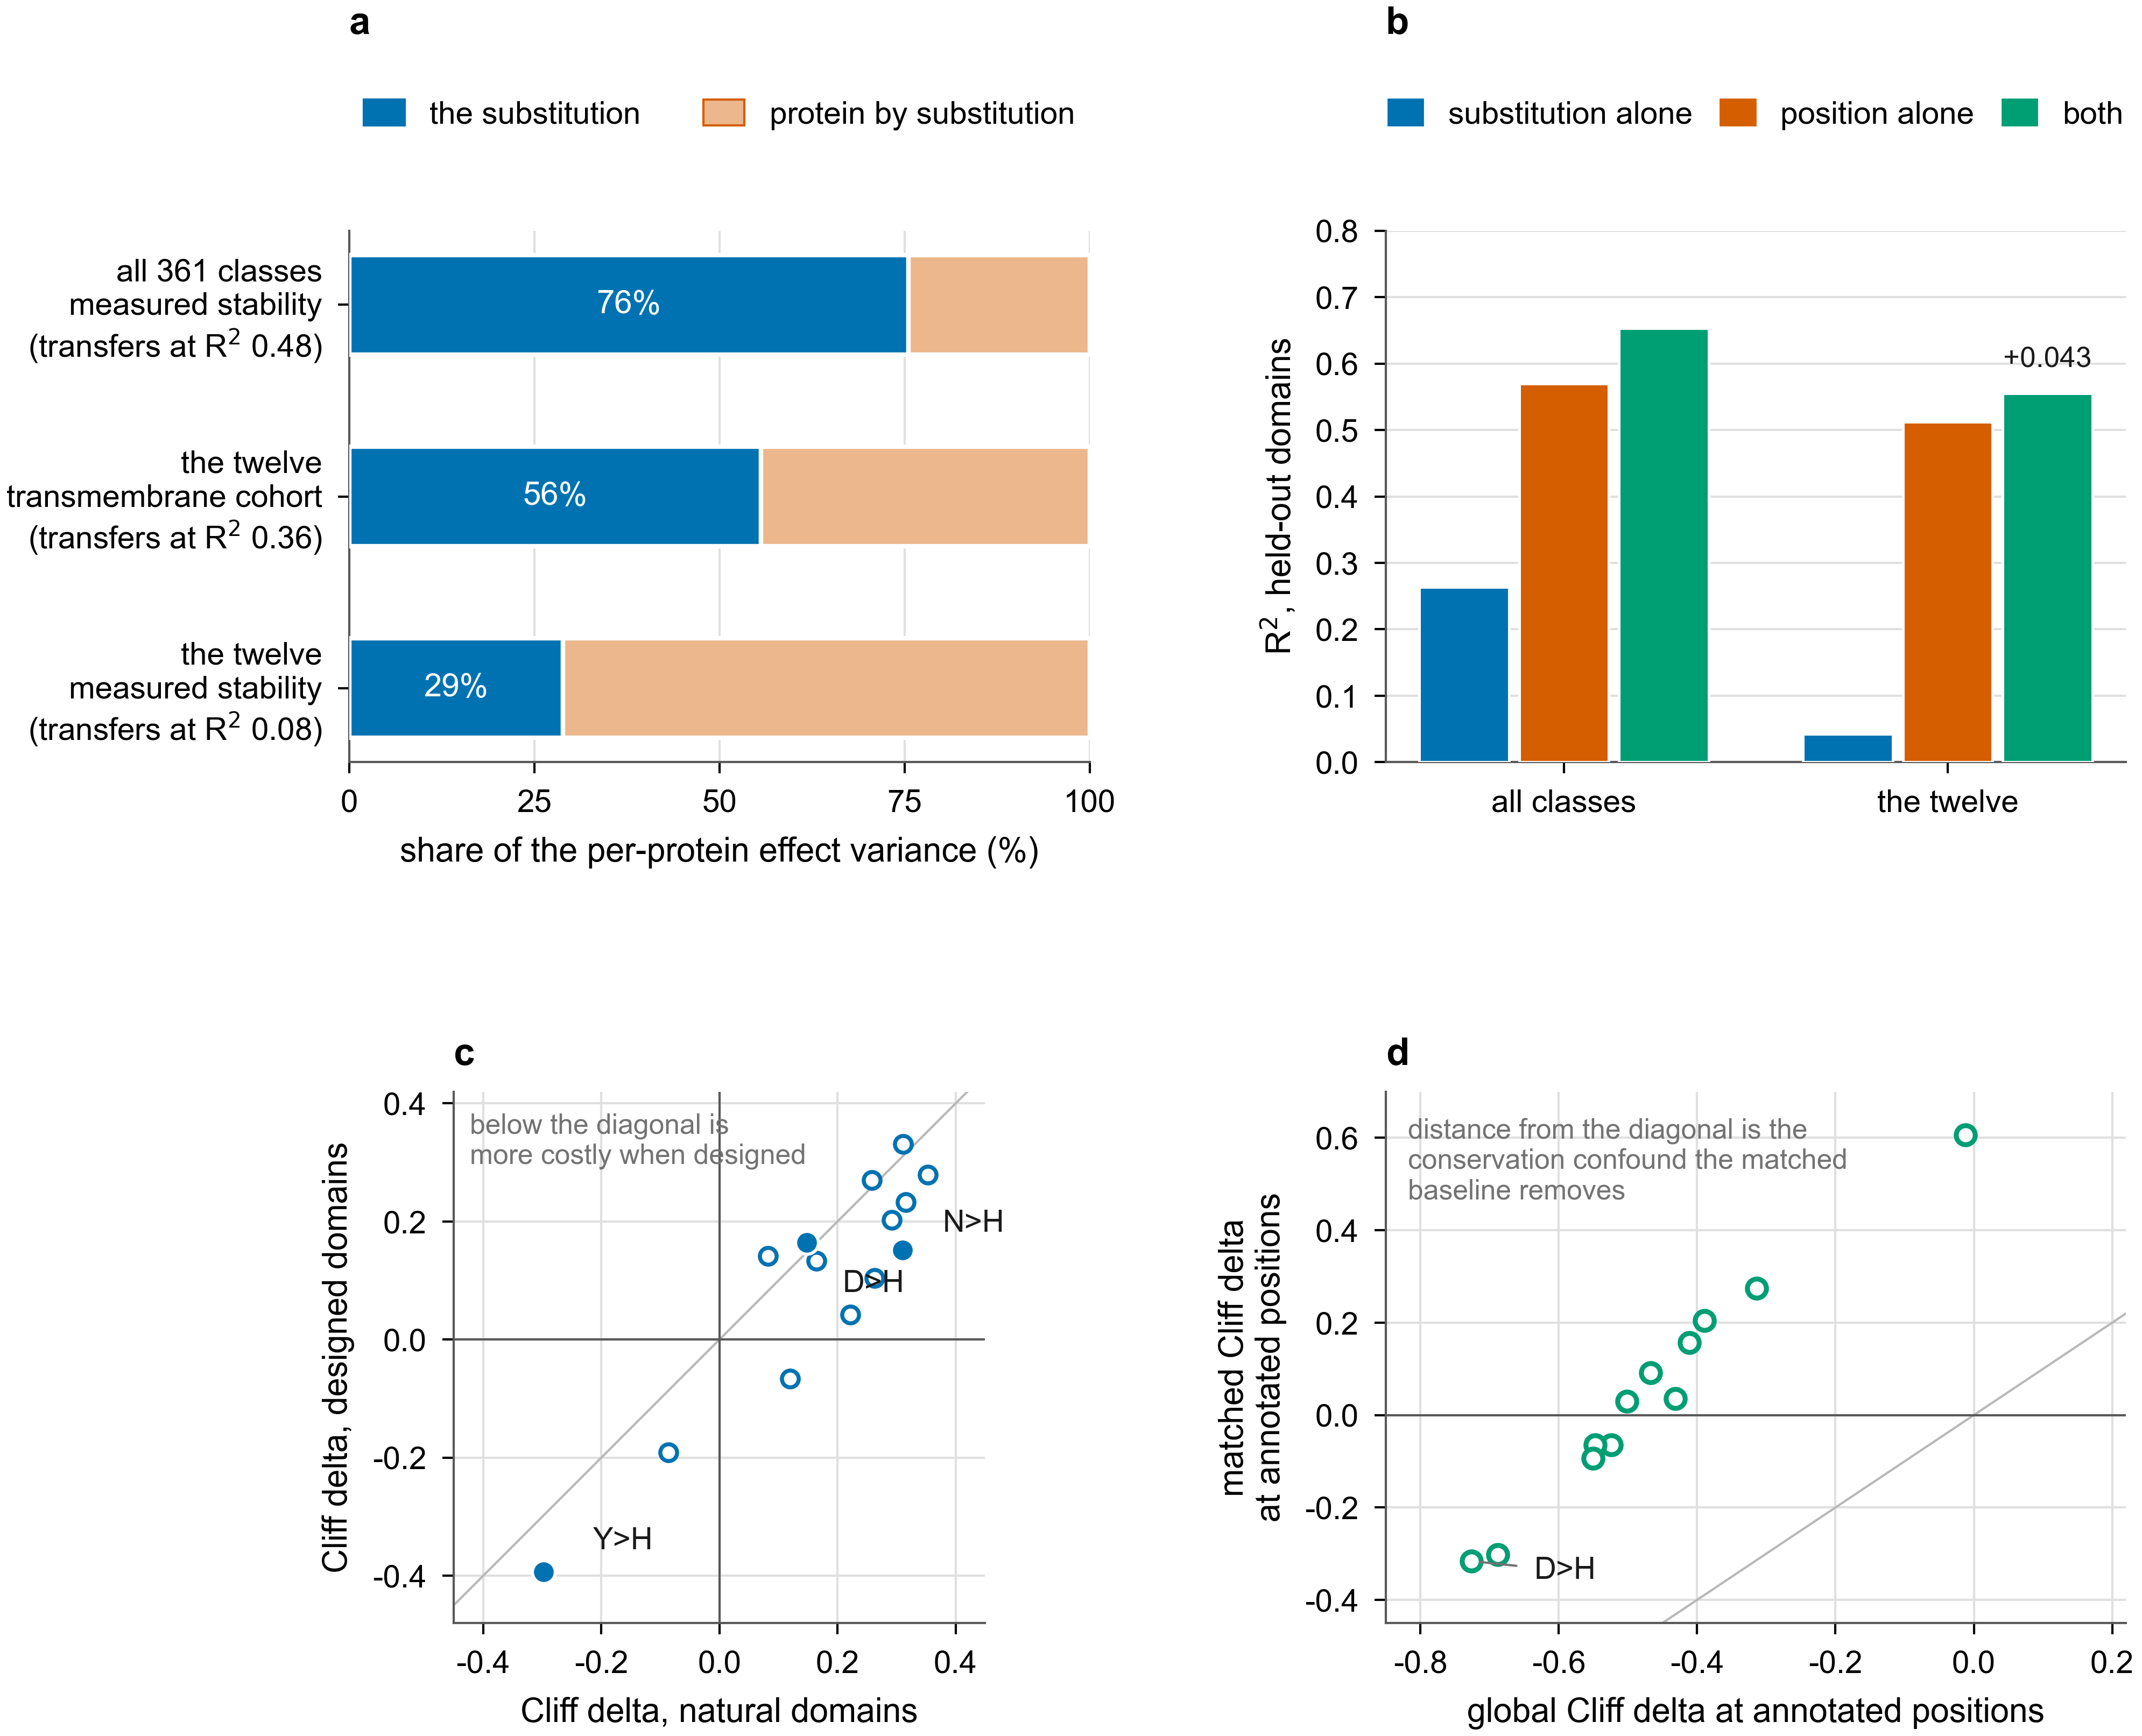 a
the substitution
protein by substitution
all 361 classes
measured stability
(transfers at R² 0.48)
76%
the twelve
transmembrane cohort
(transfers at R² 0.36)
56%
the twelve
measured stability
(transfers at R² 0.08)
29%
0
25
50
75
100
share of the per-protein effect variance (%)
b
substitution alone
position alone
both
R², held-out domains
0.8
0.7
0.6
0.5
0.4
0.3
0.2
0.1
0.0
+0.043
all classes
the twelve
c
Cliff delta, designed domains
0.4
0.2
0.0
-0.2
-0.4
below the diagonal is
more costly when designed
N>H
D>H
Y>H
-0.4
-0.2
0.0
0.2
0.4
Cliff delta, natural domains
d
matched Cliff delta
at annotated positions
0.6
0.4
0.2
0.0
-0.2
-0.4
distance from the diagonal is the
conservation confound the matched
baseline removes
D>H
-0.8
-0.6
-0.4
-0.2
0.0
0.2
global Cliff delta at annotated positions